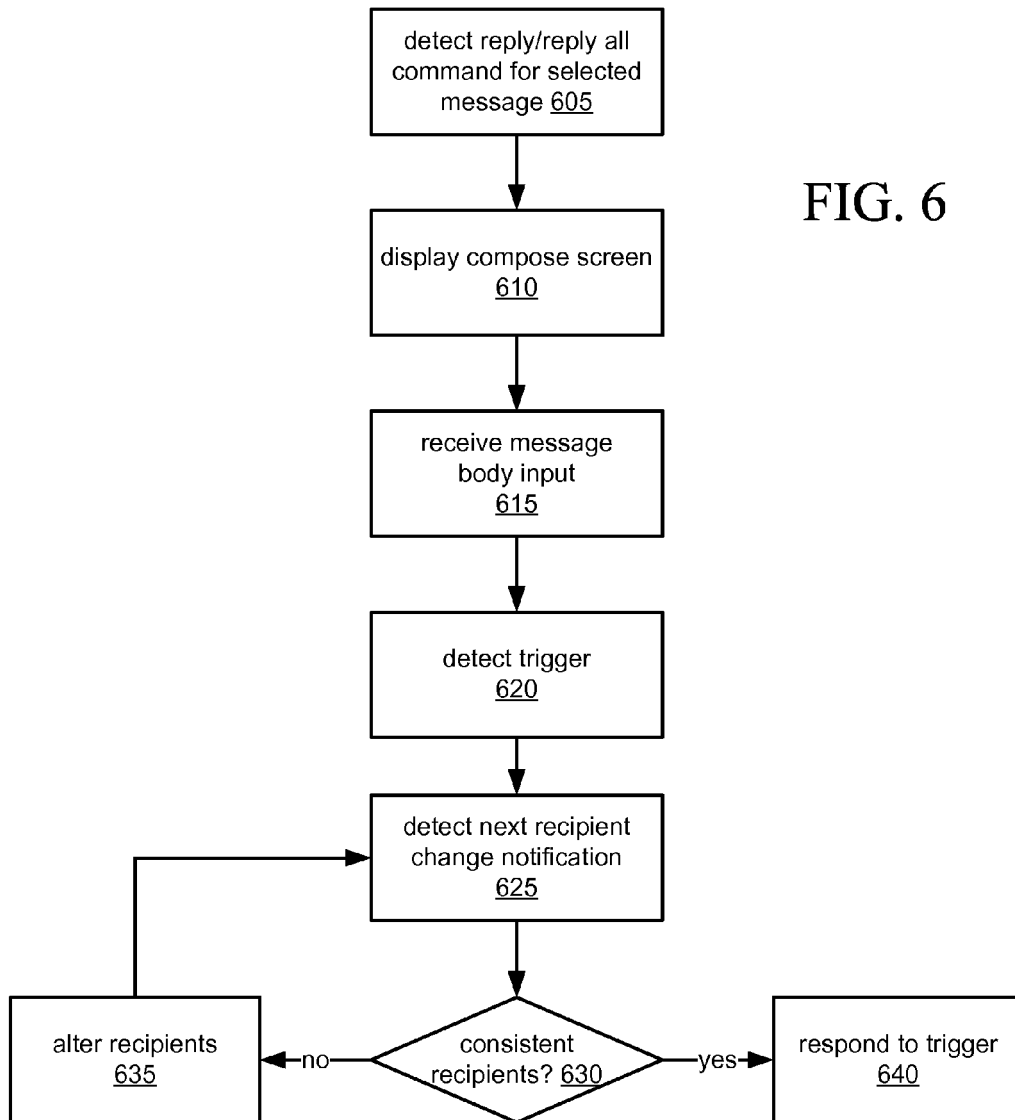 detect reply/reply all
command for selected
message 605
FIG. 6
display compose screen
610
receive message
body input
615
detect trigger
620
detect next recipient
change notification
625
alter recipients
635
no
consistent
recipients? 630
yes
respond to trigger
640